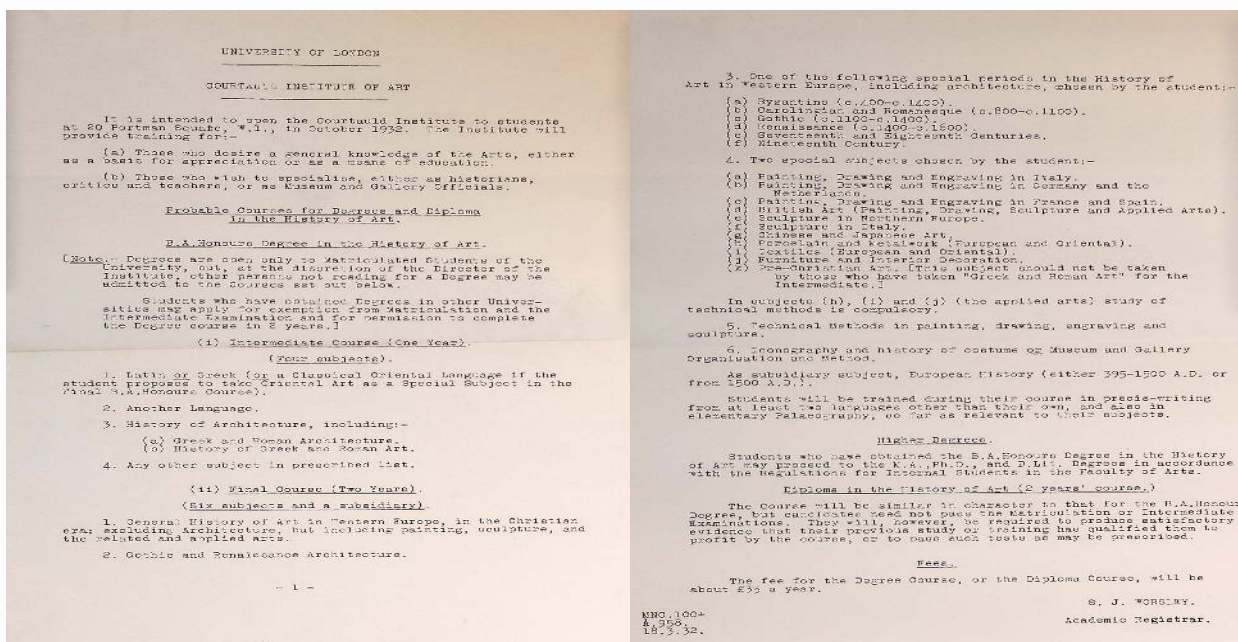 UNIVERSITY OF LONDON
COURTAULD INSTITUTE OF ART
It is intended to open the Courtauld Institute to students
at 20 Portman Square, W.1., in October 1932. The Institute will
provide training for:-
(a) Those who desire a general knowledge of the Arts, either
as a basis for appreciation or as a means of education.
(b) Those who wish to specialise, either as historians,
critics and teachers, or as Museum and Gallery Officials.
Probable Courses for Degrees and Diploma
in the History of Art.
B.A.Honours Degree in the History of Art.
[Note.- Degrees are open only to Matriculated Students of the
University, but, at the discretion of the Director of the
Institute, other persons not reading for a Degree may be
admitted to the Courses set out below.
Students who have obtained Degrees in other Univer-
sities may apply for exemption from Matriculation and the
Intermediate Examination and for permission to complete
the Degree course in 2 years.]
(i) Intermediate Course (One Year).
(Four subjects).
1. Latin or Greek (or a Classical Oriental Language if the
student proposes to take Oriental Art as a Special Subject in the
Final B.A.Honours Course).
2. Another Language.
3. History of Architecture, including:-
(a) Greek and Roman Architecture.
(b) History of Greek and Roman Art.
4. Any other subject in prescribed list.
(ii) Final Course (Two Years).
(Six subjects and a subsidiary).
1. General History of Art in Western Europe, in the Christian
era: excluding Architecture, but including painting, sculpture, and
the related and applied arts.
2. Gothic and Renaissance Architecture.
- 1 -
3. One of the following special periods in the History of
Art in Western Europe, including architecture, chosen by the student:-
(a) Byzantine (c.400-c.1400).
(b) Carolingian and Romanesque (c.800-c.1100).
(c) Gothic (c.1100-c.1400).
(d) Renaissance (c.1400-c.1600).
(e) Seventeenth and Eighteenth Centuries.
(f) Nineteenth Century.
4. Two special subjects chosen by the student:-
(a) Painting, Drawing and Engraving in Italy.
(b) Painting, Drawing and Engraving in Germany and the
Netherlands.
(c) Painting, Drawing and Engraving in France and Spain.
(d) British Art (Painting, Drawing, Sculpture and Applied Arts).
(e) Sculpture in Northern Europe.
(f) Sculpture in Italy.
(g) Chinese and Japanese Art.
(h) Porcelain and Metalwork (European and Oriental).
(i) Textiles (European and Oriental).
(j) Furniture and Interior Decoration.
(k) Pre-Christian Art. [This subject should not be taken
by those who have taken "Greek and Roman Art" for the
Intermediate.]
In subjects (h), (i) and (j) (the applied arts) study of
technical methods is compulsory.
5. Technical Methods in painting, drawing, engraving and
sculpture.
6. Iconography and history of costume or Museum and Gallery
Organisation and Method.
As subsidiary subject, European History (either 395-1500 A.D. or
from 1500 A.D.).
Students will be trained during their course in precis-writing
from at least two languages other than their own, and also in
elementary Palaeography, so far as relevant to their subjects.
Higher Degrees.
Students who have obtained the B.A.Honours Degree in the History
of Art may proceed to the M.A.,Ph.D., and D.Lit. Degrees in accordance
with the Regulations for Internal Students in the Faculty of Arts.
Diploma in the History of Art (2 years' course.)
The Course will be similar in character to that for the B.A.Honour
Degree, but candidates need not pass the Matriculation or Intermediate
Examinations. They will, however, be required to produce satisfactory
evidence that their previous study or training has qualified them to
profit by the course, or to pass such tests as may be prescribed.
Fees.
The fee for the Degree Course, or the Diploma Course, will be
about £35 a year.
S. J. WORSLEY.
Academic Registrar.
MNG.100+
A.958.
18.3.32.